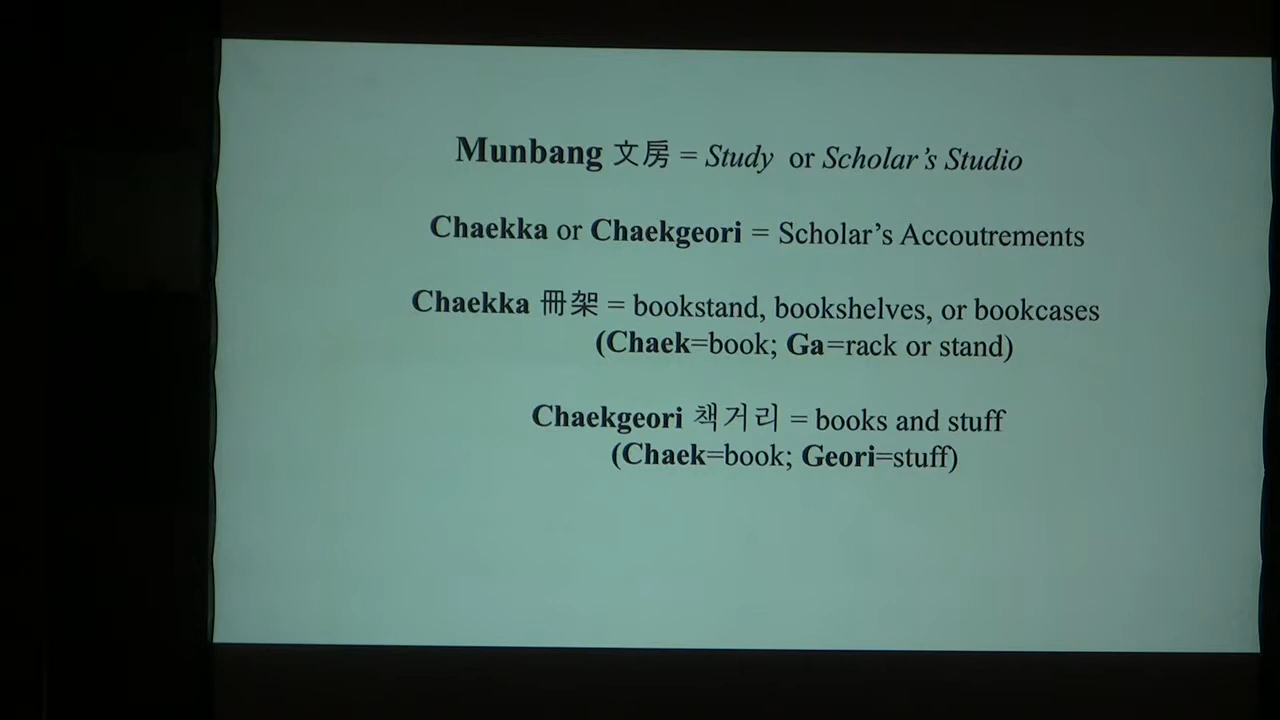 Munbang 文房 = Study or Scholar’s Studio
Chaekka or Chaekgeori = Scholar’s Accoutrements
Chaekka 冊架 = bookstand, bookshelves, or bookcases
(Chaek=book; Ga=rack or stand)
Chaekgeori 책거리 = books and stuff
(Chaek=book; Geori=stuff)